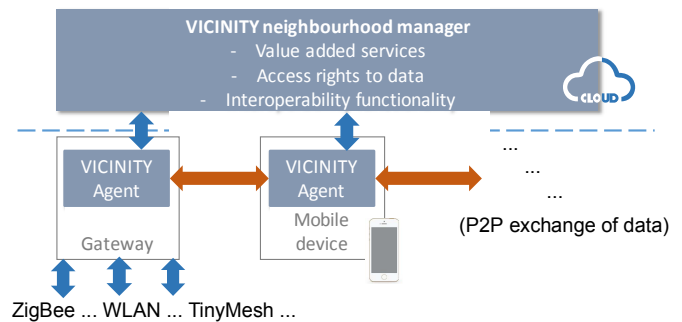 VICINITY neighbourhood manager
- Value added services
- Access rights to data
- Interoperability functionality
CLOUD
VICINITY
Agent
VICINITY
Agent
...
...
...
Gateway
Mobile
device
(P2P exchange of data)
ZigBee ... WLAN ... TinyMesh ...